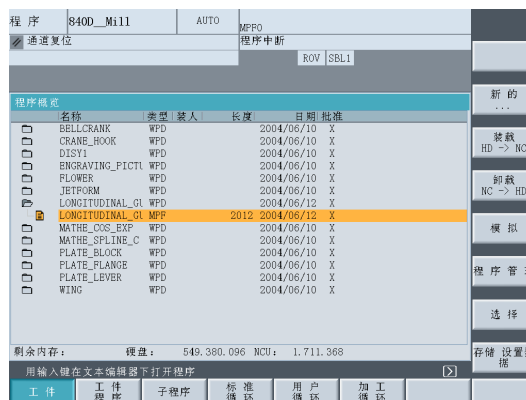 程 序 840D__Mill AUTO MPF0
通道复位 程序中断
ROV SBL1
程序概览
名称 类型 装入 长度 日期 批准
BELLCRANK WPD 2004/06/10 X
CRANE_HOOK WPD 2004/06/10 X
DISY1 WPD 2004/06/10 X
ENGRAVING_PICTU WPD 2004/06/10 X
FLOWER WPD 2004/06/10 X
JETFORM WPD 2004/06/10 X
LONGITUDINAL_GU WPD 2004/06/12 X
LONGITUDINAL_GU MPF 2012 2004/06/12 X
MATHE_COS_EXP WPD 2004/06/10 X
MATHE_SPLINE_C WPD 2004/06/10 X
PLATE_BLOCK WPD 2004/06/10 X
PLATE_FLANGE WPD 2004/06/10 X
PLATE_LEVER WPD 2004/06/10 X
WING WPD 2004/06/10 X
剩余内存: 硬盘: 549.380.096 NCU: 1.711.368
用输入键在文本编辑器下打开程序
新 的
...
装载
HD -> NC
卸载
NC -> HD
模 拟
程 序 管
选 择
存储 设置数
据
工 件
工 件
程 序
子程序
标 准
循 环
用 户
循 环
加 工
循 环